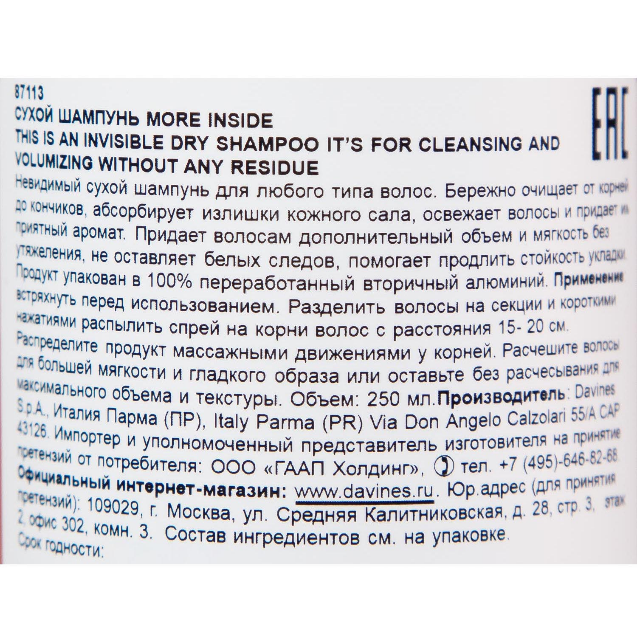 87113
EAC
СУХОЙ ШАМПУНЬ MORE INSIDE
THIS IS AN INVISIBLE DRY SHAMPOO IT'S FOR CLEANSING AND
VOLUMIZING WITHOUT ANY RESIDUE
Невидимый сухой шампунь для любого типа волос. Бережно очищает от корней
до кончиков, абсорбирует излишки кожного сала, освежает волосы и придает им
приятный аромат. Придает волосам дополнительный объем и мягкость без
утяжеления, не оставляет белых следов, помогает продлить стойкость укладки.
Продукт упакован в 100% переработанный вторичный алюминий. Применение
встряхнуть перед использованием. Разделить волосы на секции и короткими
нажатиями распылить спрей на корни волос с расстояния 15- 20 см.
Распределите продукт массажными движениями у корней. Расчешите волосы
для большей мягкости и гладкого образа или оставьте без расчесывания для
максимального объема и текстуры. Объем: 250 мл.Производитель: Davines
S.p.A., Италия Парма (ПР), Italy Parma (PR) Via Don Angelo Calzolari 55/A CAP
43126. Импортер и уполномоченный представитель изготовителя на принятие
претензий от потребителя: ООО «ГААП Холдинг», тел. +7 (495)-646-82-68
Официальный интернет-магазин: www.davines.ru. Юр.адрес (для принятия
претензий): 109029, г. Москва, ул. Средняя Калитниковская, д. 28, стр. 3, этаж
2, офис 302, комн. 3. Состав ингредиентов см. на упаковке.
Срок годности: